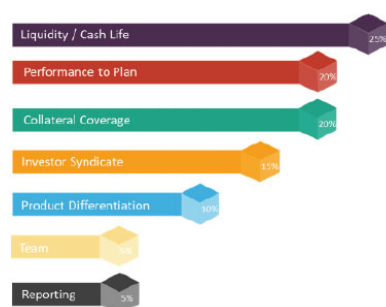 Liquidity / Cash Life 25%
Performance to Plan 20%
Collateral Coverage 20%
Investor Syndicate 15%
Product Differentiation 10%
Team
Reporting 5%